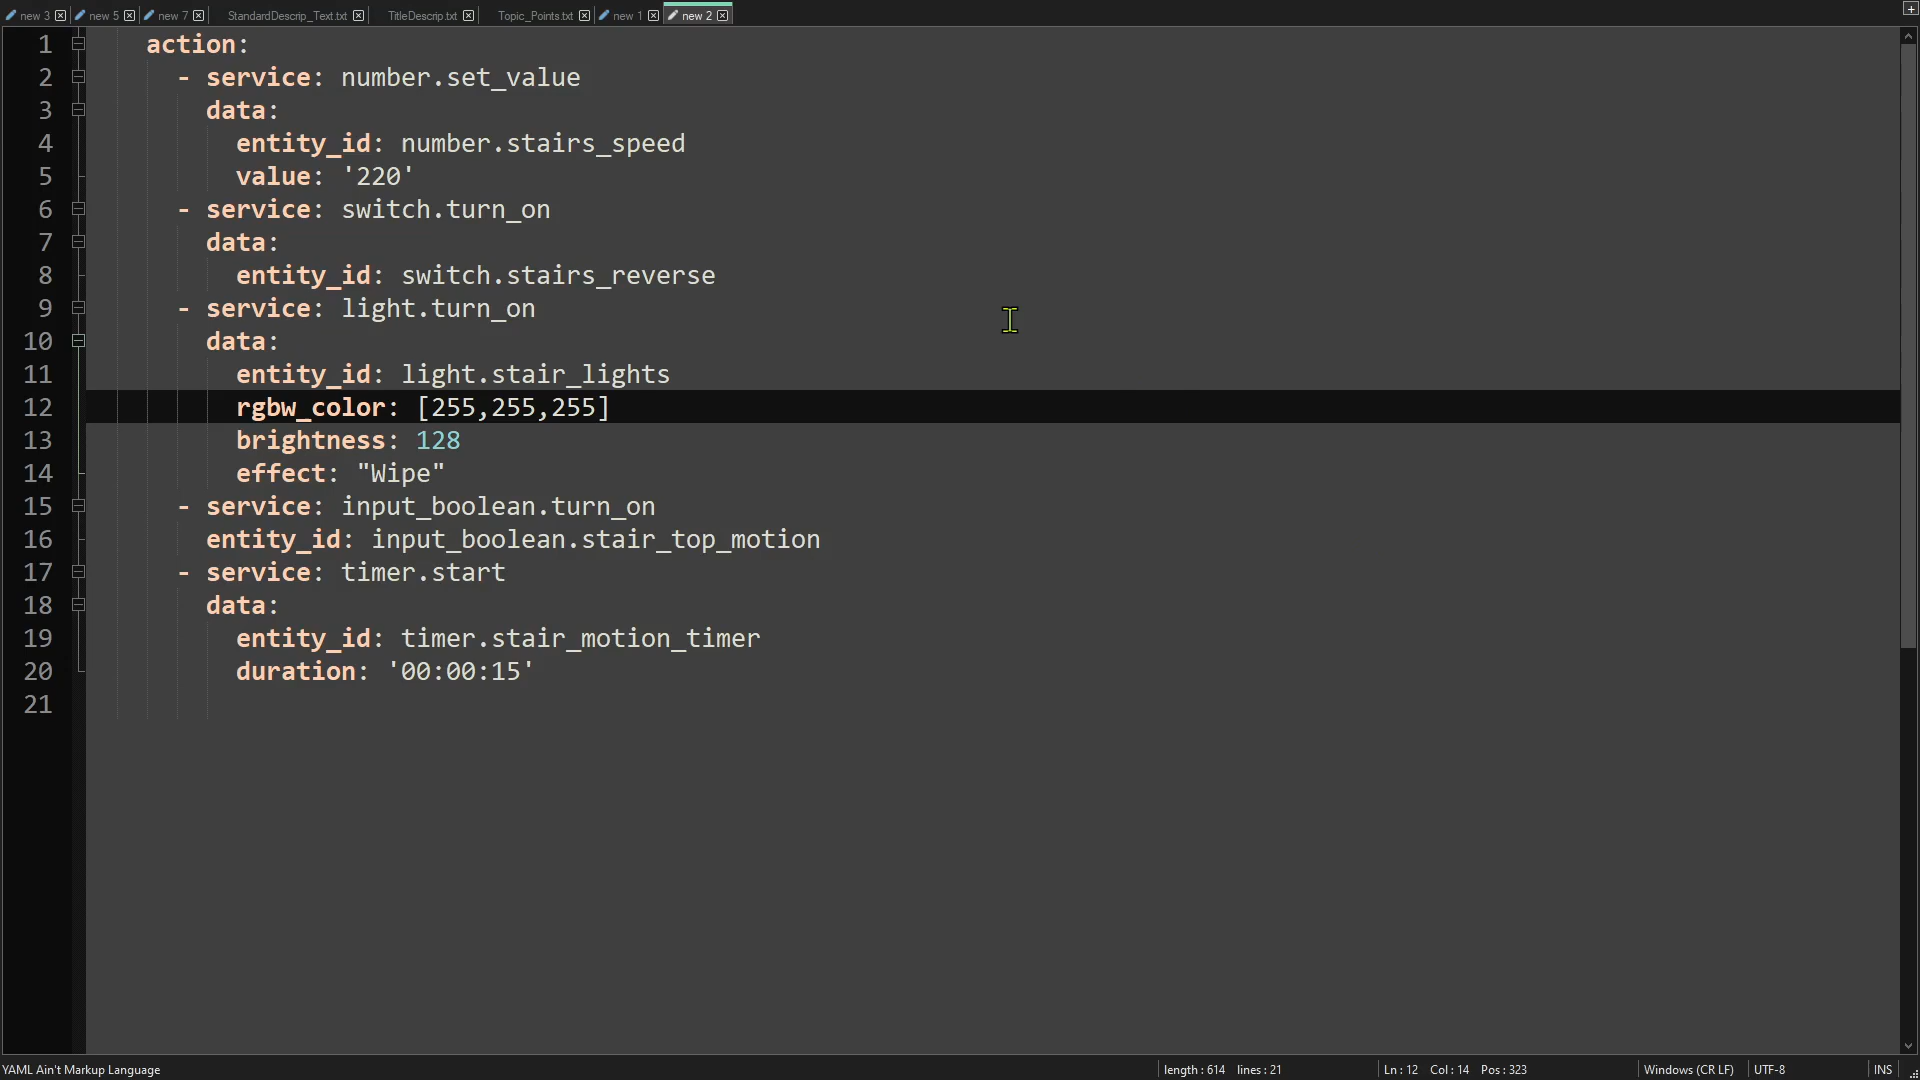 new 3 new 5 new 7 StandardDescrip_Text.txt TitleDescrip.txt Topic_Points.txt new 1 new 2
1 action:
2 - service: number.set_value
3 data:
4 entity_id: number.stairs_speed
5 value: '220'
6 - service: switch.turn_on
7 data:
8 entity_id: switch.stairs_reverse
9 - service: light.turn_on
10 data:
11 entity_id: light.stair_lights
12 rgbw_color: [255,255,255]
13 brightness: 128
14 effect: "Wipe"
15 - service: input_boolean.turn_on
16 entity_id: input_boolean.stair_top_motion
17 - service: timer.start
18 data:
19 entity_id: timer.stair_motion_timer
20 duration: '00:00:15'
21
YAML Ain't Markup Language length : 614 lines : 21 Ln : 12 Col : 14 Pos : 323 Windows (CR LF) UTF-8 INS